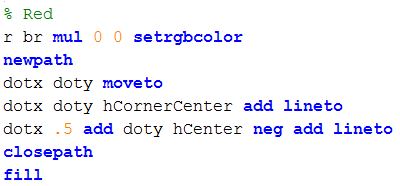 % Red
r br mul 0 0 setrgbcolor
newpath
dotx doty moveto
dotx doty hCornerCenter add lineto
dotx .5 add doty hCenter neg add lineto
closepath
fill